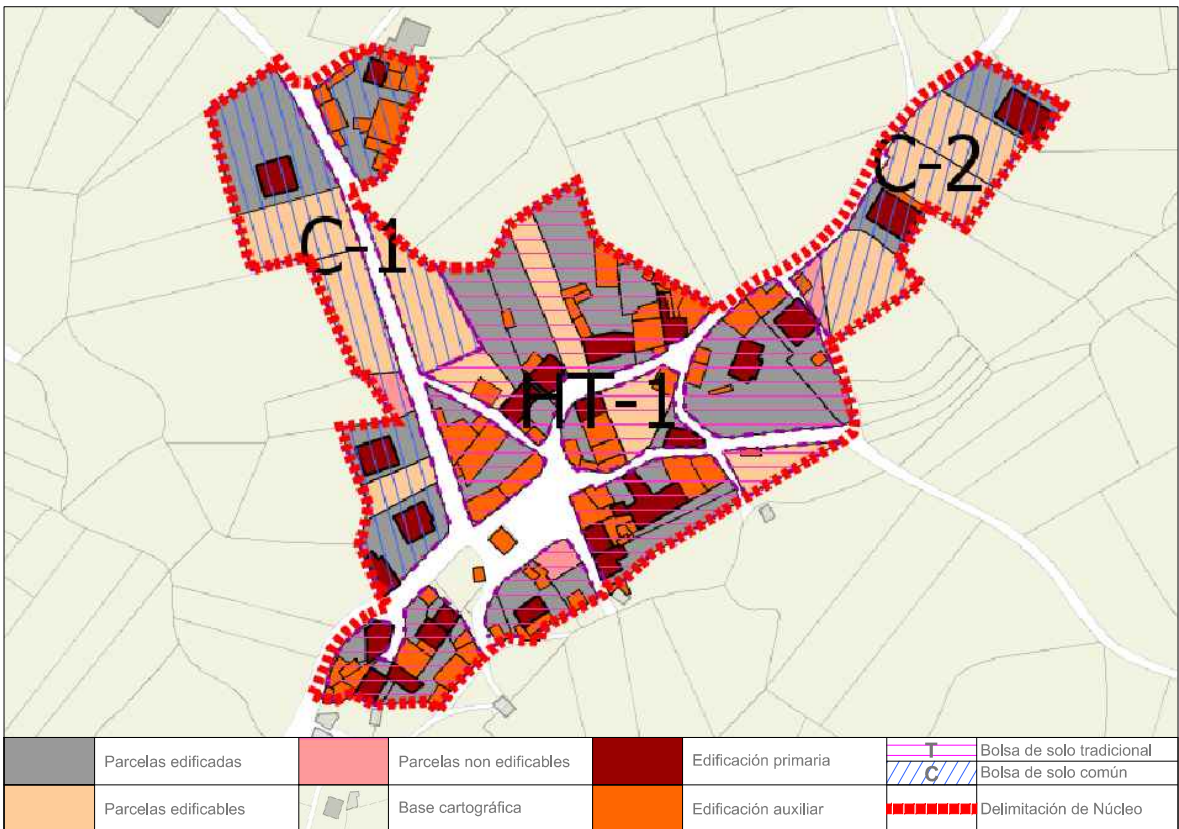 C-1
C-2
HT-1
Parcelas edificadas
Parcelas non edificables
Edificación primaria
T
Bolsa de solo tradicional
C
Bolsa de solo común
Parcelas edificables
Base cartográfica
Edificación auxiliar
Delimitación de Núcleo